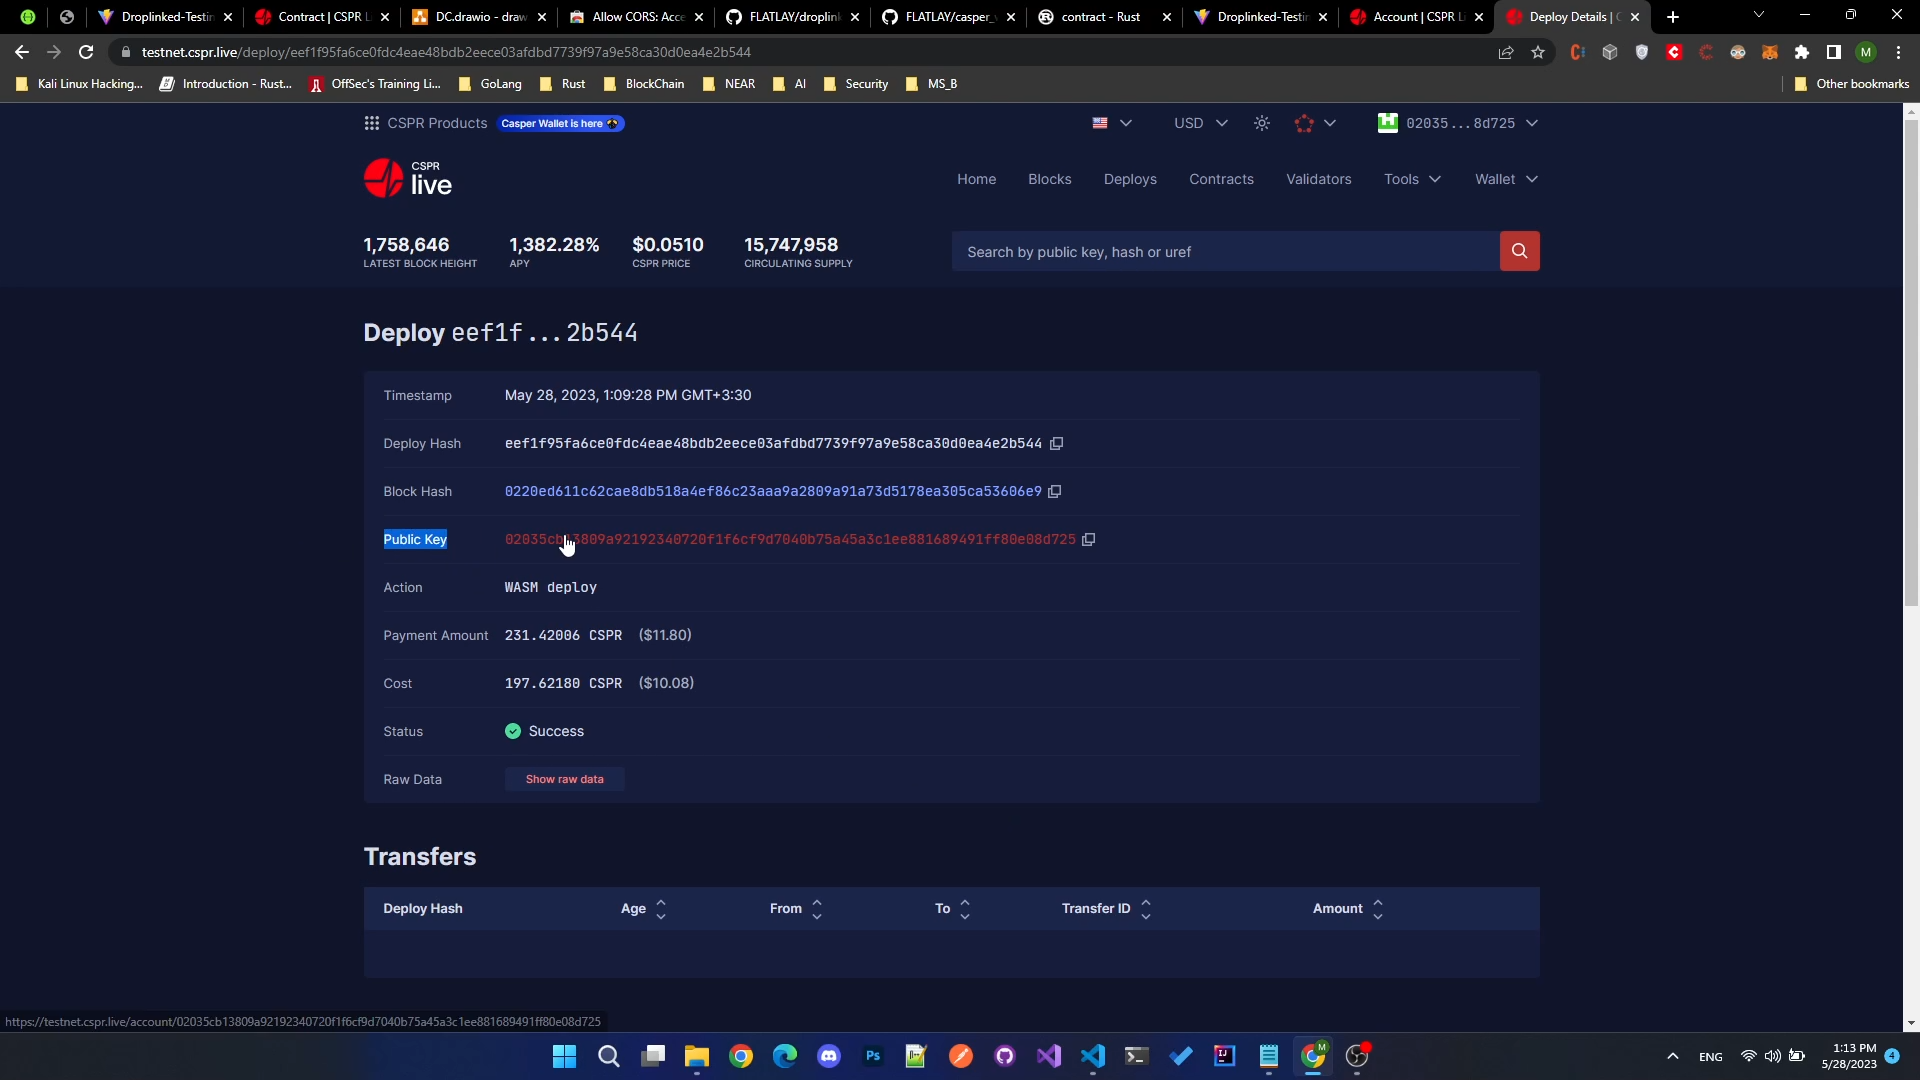 Droplinked-Testin
Contract | CSPR L
DC.drawio - draw
Allow CORS: Acce
FLATLAY/droplink
FLATLAY/casper_
contract - Rust
Droplinked-Testin
Account | CSPR Li
Deploy Details | C
testnet.cspr.live/deploy/eef1f95fa6ce0fdc4eae48bdb2eece03afdbd7739f97a9e58ca30d0ea4e2b544
M
Kali Linux Hacking...
Introduction - Rust...
OffSec's Training Li...
GoLang
Rust
BlockChain
NEAR
AI
Security
MS_B
Other bookmarks
CSPR Products
Casper Wallet is here
USD
02035...8d725
CSPR
live
Home
Blocks
Deploys
Contracts
Validators
Tools
Wallet
1,758,646
1,382.28%
$0.0510
15,747,958
LATEST BLOCK HEIGHT
APY
CSPR PRICE
CIRCULATING SUPPLY
Search by public key, hash or uref
Deploy eef1f...2b544
Timestamp May 28, 2023, 1:09:28 PM GMT+3:30
Deploy Hash eef1f95fa6ce0fdc4eae48bdb2eece03afdbd7739f97a9e58ca30d0ea4e2b544
Block Hash 0220ed611c62cae8db518a4ef86c23aaa9a2809a91a73d5178ea305ca53606e9
Public Key 02035cb13809a92192340720f1f6cf9d7040b75a45a3c1ee881689491ff80e08d725
Action WASM deploy
Payment Amount 231.42006 CSPR ($11.80)
Cost 197.62180 CSPR ($10.08)
Status Success
Raw Data Show raw data
Transfers
Deploy Hash
Age
From
To
Transfer ID
Amount
https://testnet.cspr.live/account/02035cb13809a92192340720f1f6cf9d7040b75a45a3c1ee881689491ff80e08d725
Ps
IJ
M
ENG
1:13 PM
5/28/2023
4